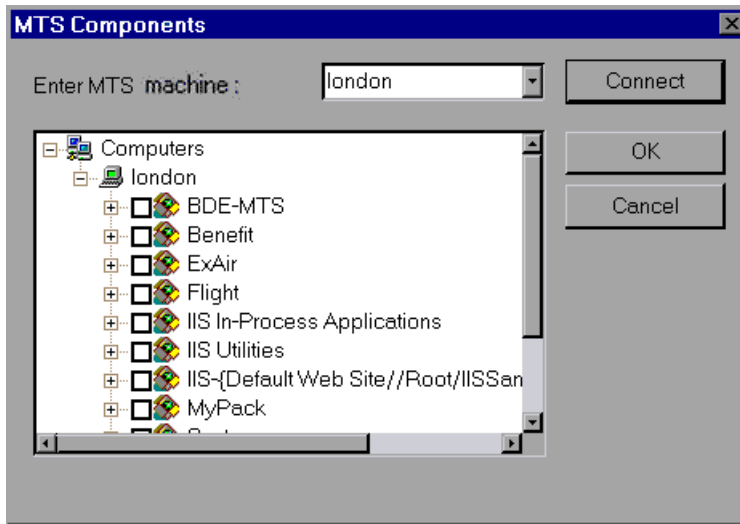 MTS Components
Enter MTS machine :
london
Connect
OK
Cancel
Computers
london
BDE-MTS
Benefit
ExAir
Flight
IIS In-Process Applications
IIS Utilities
IIS-{Default Web Site//Root/IISSan
MyPack